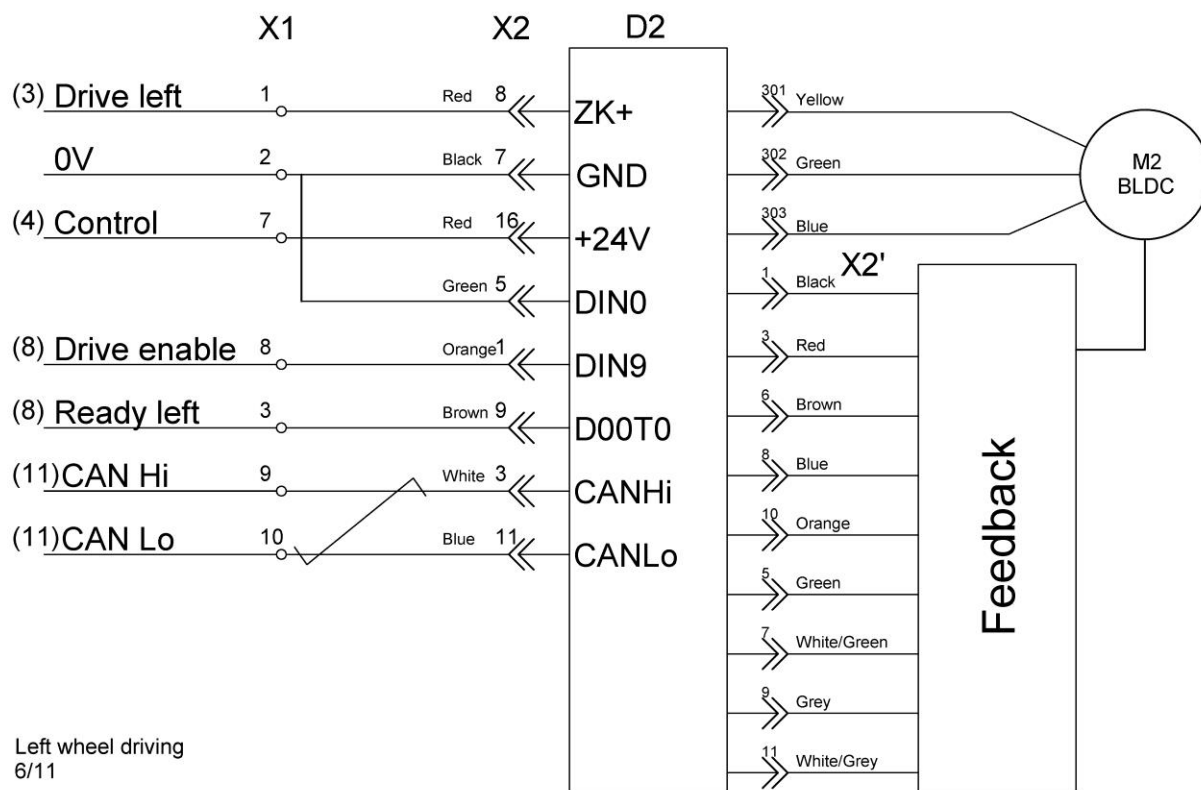 X1 X2 D2
(3) Drive left 1 Red 8 ZK+ 301 Yellow
0V 2 Black 7 GND 302 Green M2
BLDC
(4) Control 7 Red 16 +24V 303 Blue
Green 5 DIN0 1 Black X2'
(8) Drive enable 8 Orange 1 DIN9 3 Red
(8) Ready left 3 Brown 9 D00T0 6 Brown
(11) CAN Hi 9 White 3 CANHi 8 Blue
(11) CAN Lo 10 Blue 11 CANLo 10 Orange
5 Green
7 White/Green
9 Grey
11 White/Grey
Feedback
Left wheel driving
6/11